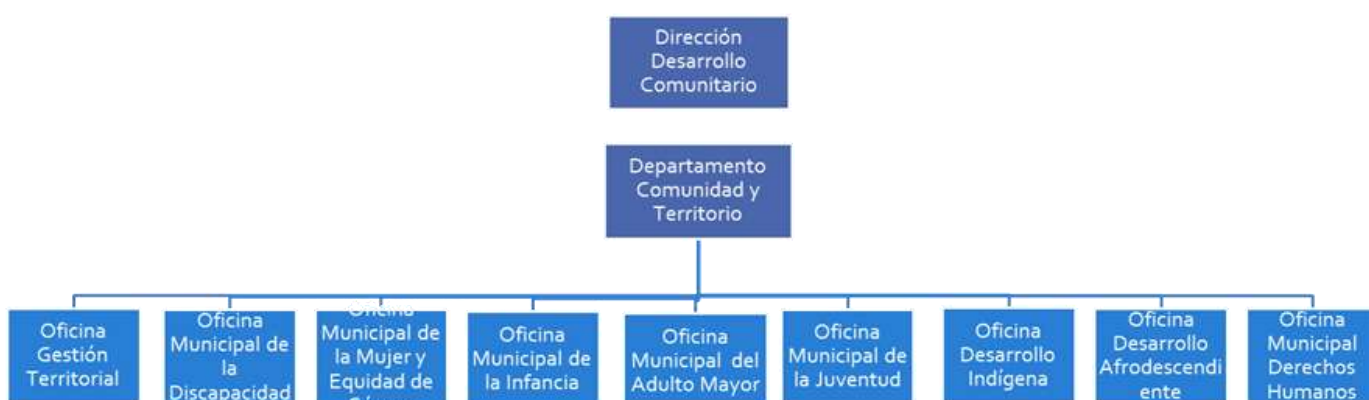 Dirección
Desarrollo
Comunitario
Departamento
Comunidad y
Territorio
Oficina
Gestión
Territorial
Oficina
Municipal de
la
Discapacidad
Oficina
Municipal de
la Mujer y
Equidad de
Oficina
Municipal de
la Infancia
Oficina
Municipal del
Adulto Mayor
Oficina
Municipal de
la Juventud
Oficina
Desarrollo
Indígena
Oficina
Desarrollo
Afrodescendi
ente
Oficina
Municipal
Derechos
Humanos